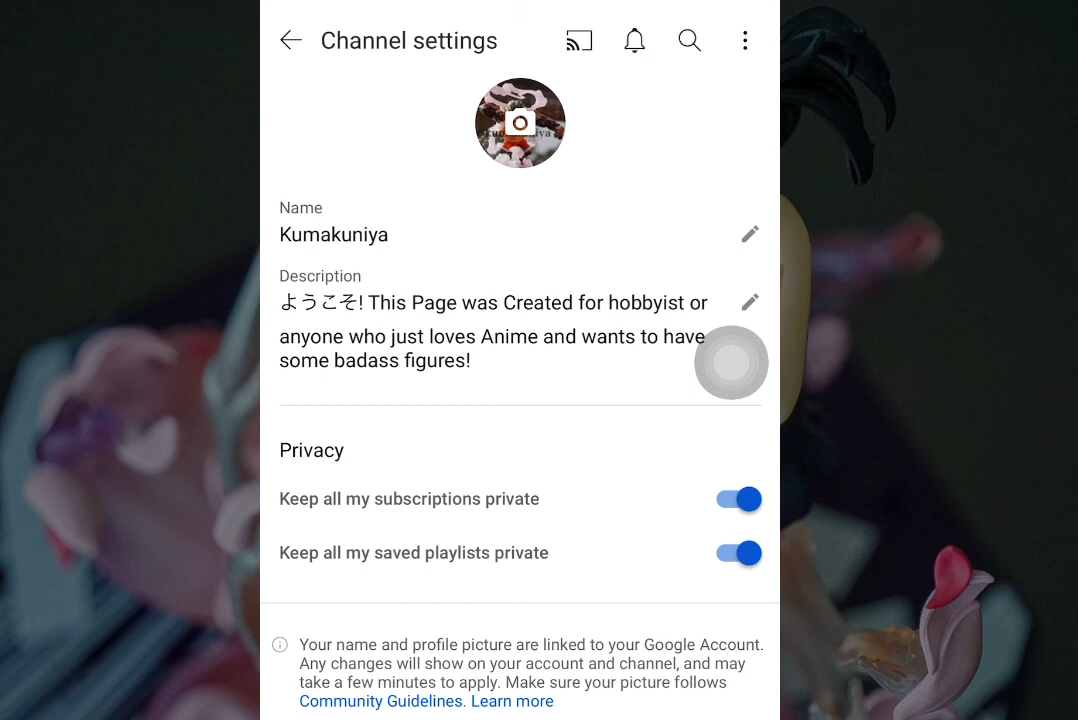 Channel settings
Name
Kumakuniya
Description
ようこそ! This Page was Created for hobbyist or
anyone who just loves Anime and wants to have
some badass figures!
Privacy
Keep all my subscriptions private
Keep all my saved playlists private
Your name and profile picture are linked to your Google Account.
Any changes will show on your account and channel, and may
take a few minutes to apply. Make sure your picture follows
Community Guidelines. Learn more